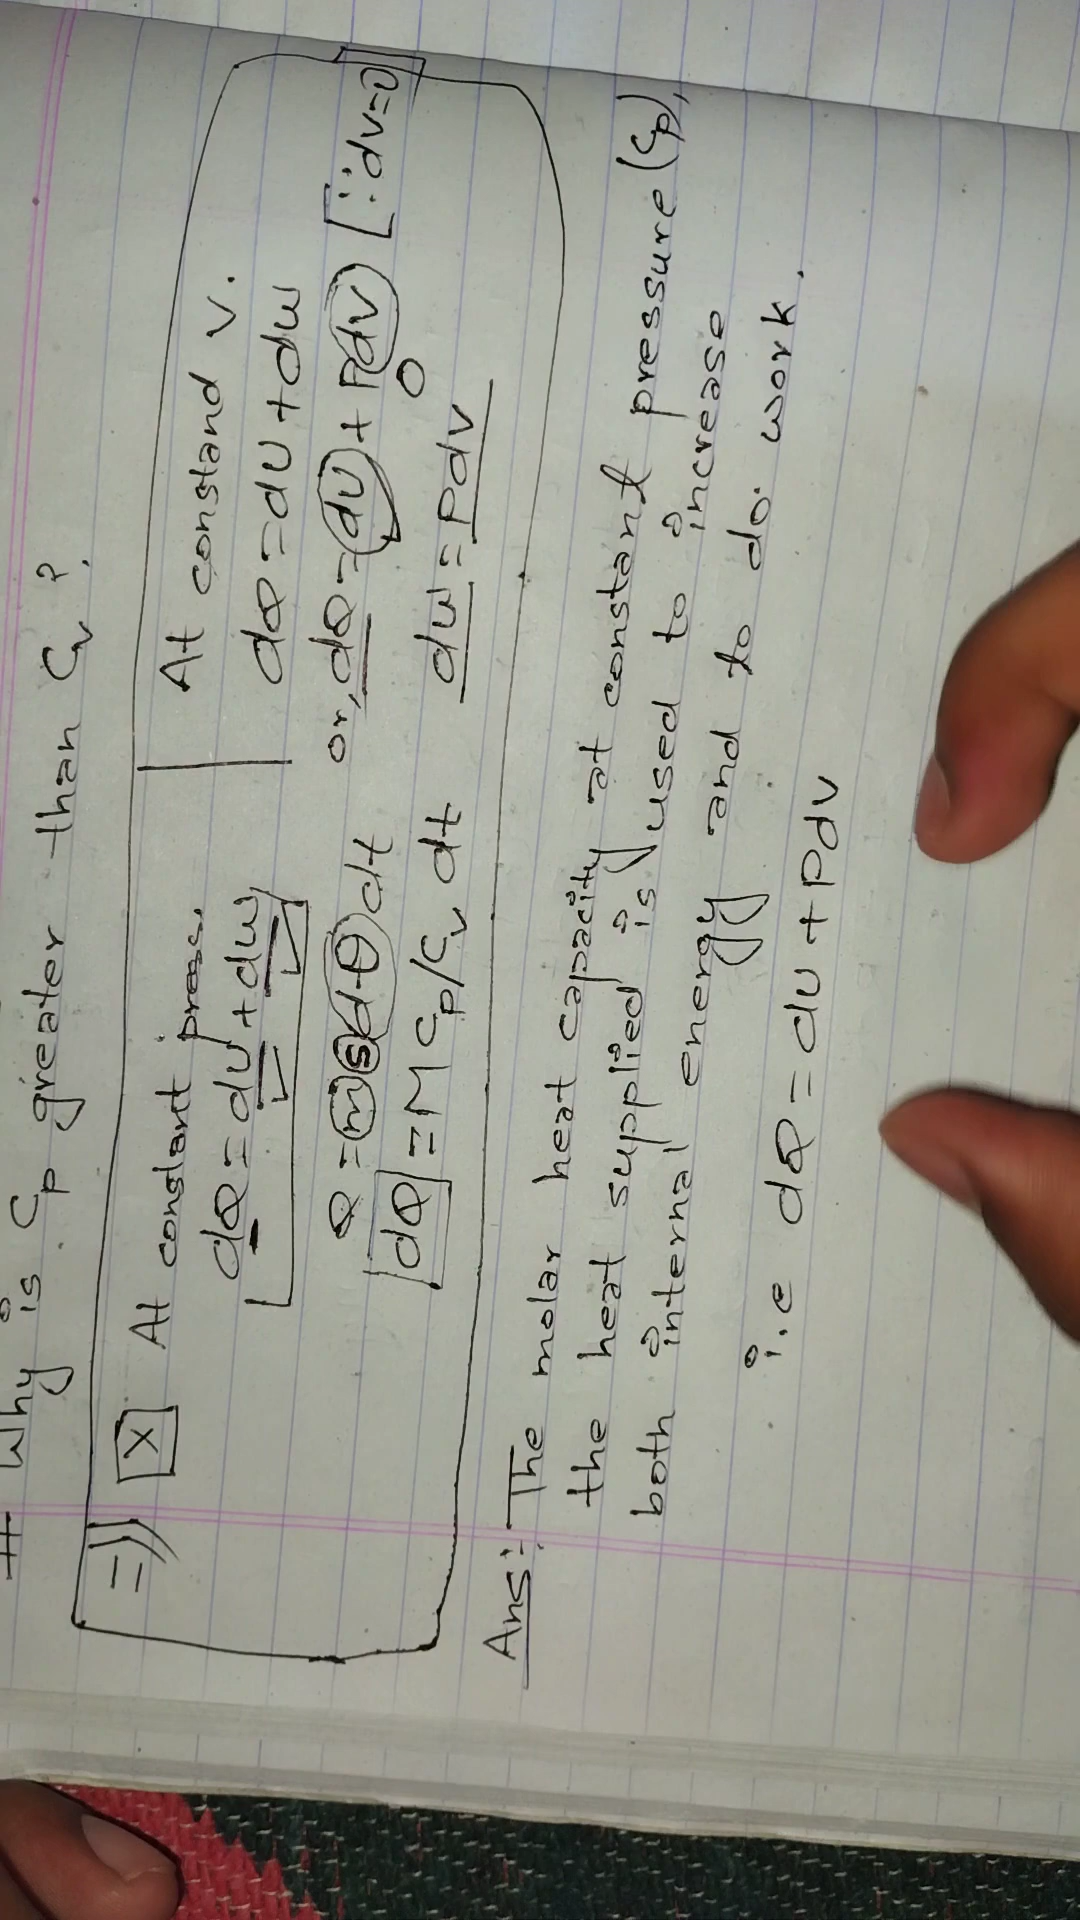 # Why is Cp greater than Cv?
=> X At constant press.
dQ = dU + dW
Q = msdθ dt
dQ = M Cp/Cv dt
At constand v.
dQ = dU + dW
or, dQ = dU + Pdv [∵ dv=0]
0
dW = Pdv
Ans:- The molar heat capacity at constant pressure (Cp),
the heat supplied is used to increase
both internal energy and to do work.
i.e dQ = dU + Pdv